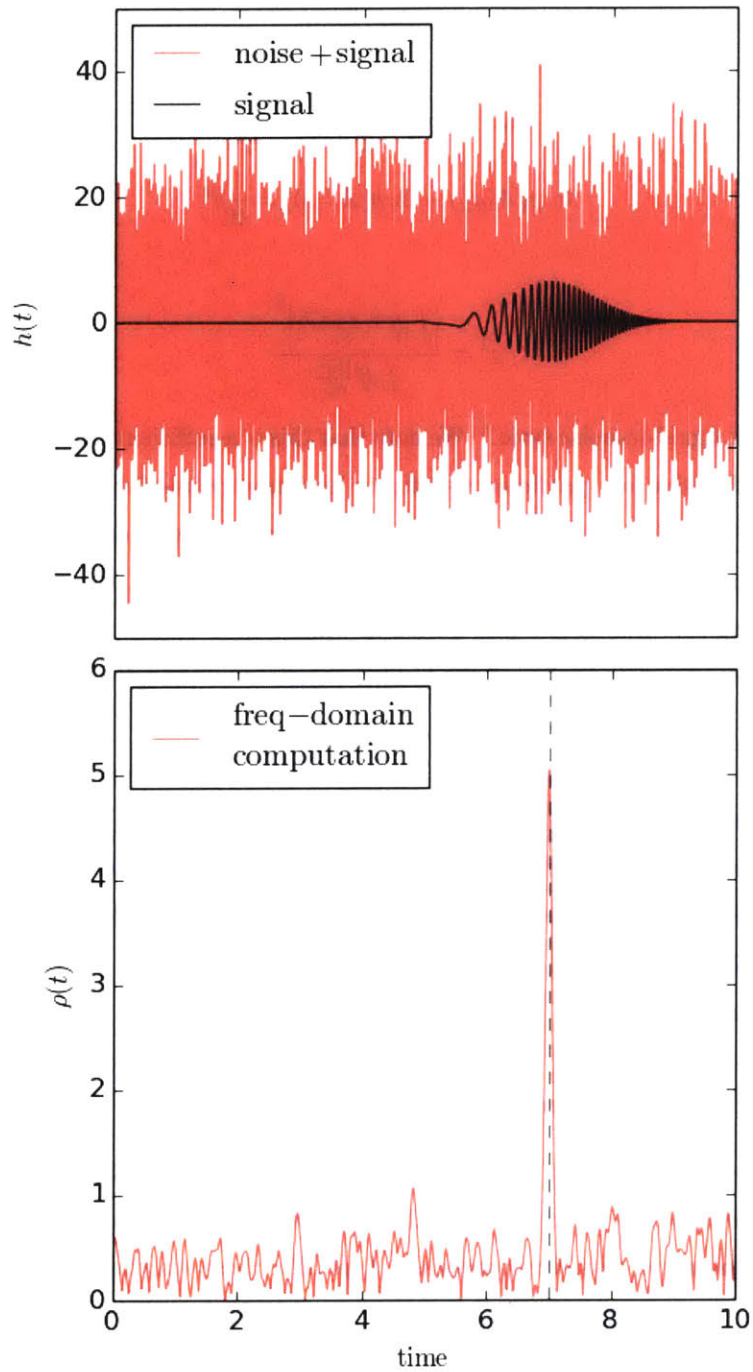 noise+signal
signal
40
20
0
−20
−40
h(t)
freq−domain
computation
6
5
4
3
2
1
0
ρ(t)
0 2 4 6 8 10
time